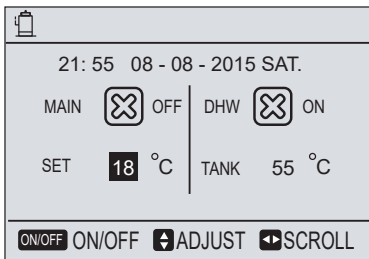 21: 55 08 - 08 - 2015 SAT.
MAIN OFF DHW ON
SET 18 °C TANK 55 °C
ON/OFF ON/OFF ADJUST SCROLL